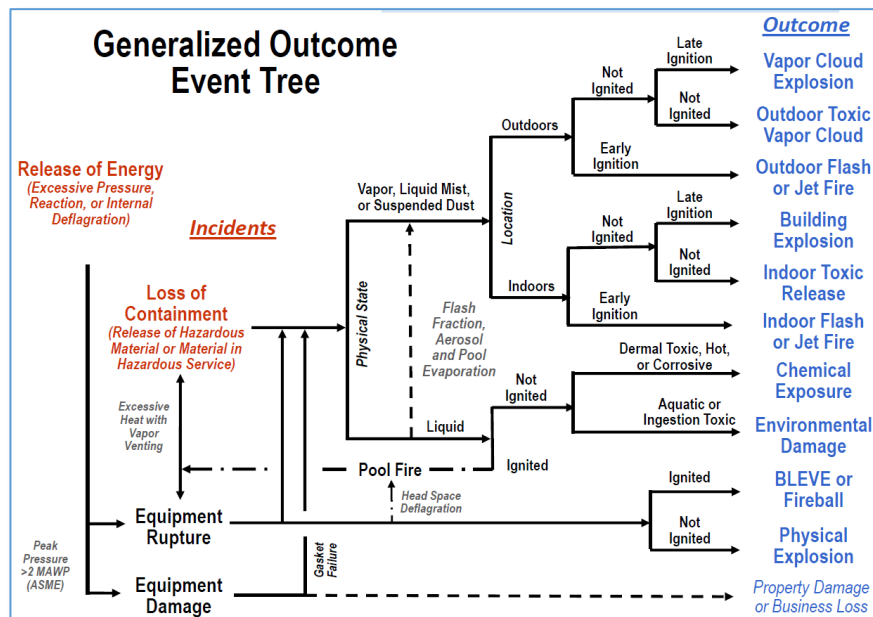 Generalized Outcome
Event Tree
Outcome
Release of Energy
(Excessive Pressure,
Reaction, or Internal
Deflagration)
Incidents
Loss of
Containment
(Release of Hazardous
Material or Material in
Hazardous Service)
Excessive
Heat with
Vapor
Venting
Equipment
Rupture
Peak
Pressure
>2 MAWP
(ASME)
Equipment
Damage
Gasket
Failure
Physical State
Vapor, Liquid Mist,
or Suspended Dust
Flash
Fraction,
Aerosol
and Pool
Evaporation
Liquid
Pool Fire
Head Space
Deflagration
Location
Outdoors
Indoors
Not
Ignited
Early
Ignition
Late
Ignition
Not
Ignited
Not
Ignited
Early
Ignition
Late
Ignition
Not
Ignited
Not
Ignited
Ignited
Dermal Toxic, Hot,
or Corrosive
Aquatic or
Ingestion Toxic
Ignited
Not
Ignited
Vapor Cloud
Explosion
Outdoor Toxic
Vapor Cloud
Outdoor Flash
or Jet Fire
Building
Explosion
Indoor Toxic
Release
Indoor Flash
or Jet Fire
Chemical
Exposure
Environmental
Damage
BLEVE or
Fireball
Physical
Explosion
Property Damage
or Business Loss